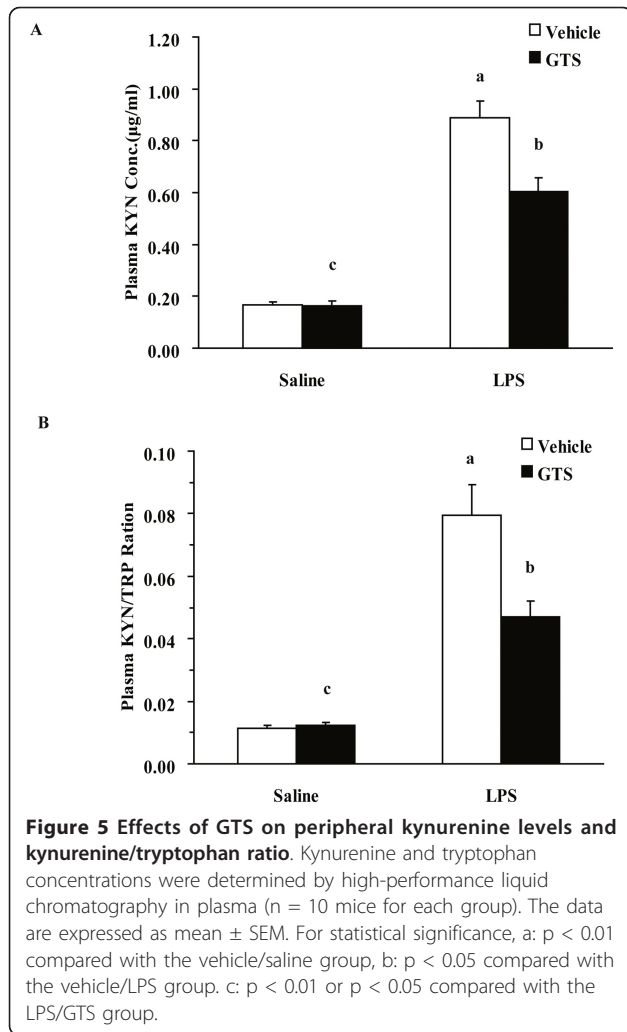 A
Vehicle
GTS
1.20
1.00
0.80
0.60
0.40
0.20
0.00
Plasma KYN Conc.(µg/ml)
a
b
c
Saline LPS
B
Vehicle
GTS
0.10
0.08
0.06
0.04
0.02
0.00
Plasma KYN/TRP Ration
a
b
c
Saline LPS
Figure 5 Effects of GTS on peripheral kynurenine levels and
kynurenine/tryptophan ratio. Kynurenine and tryptophan
concentrations were determined by high-performance liquid
chromatography in plasma (n = 10 mice for each group). The data
are expressed as mean ± SEM. For statistical significance, a: p < 0.01
compared with the vehicle/saline group, b: p < 0.05 compared with
the vehicle/LPS group. c: p < 0.01 or p < 0.05 compared with the
LPS/GTS group.